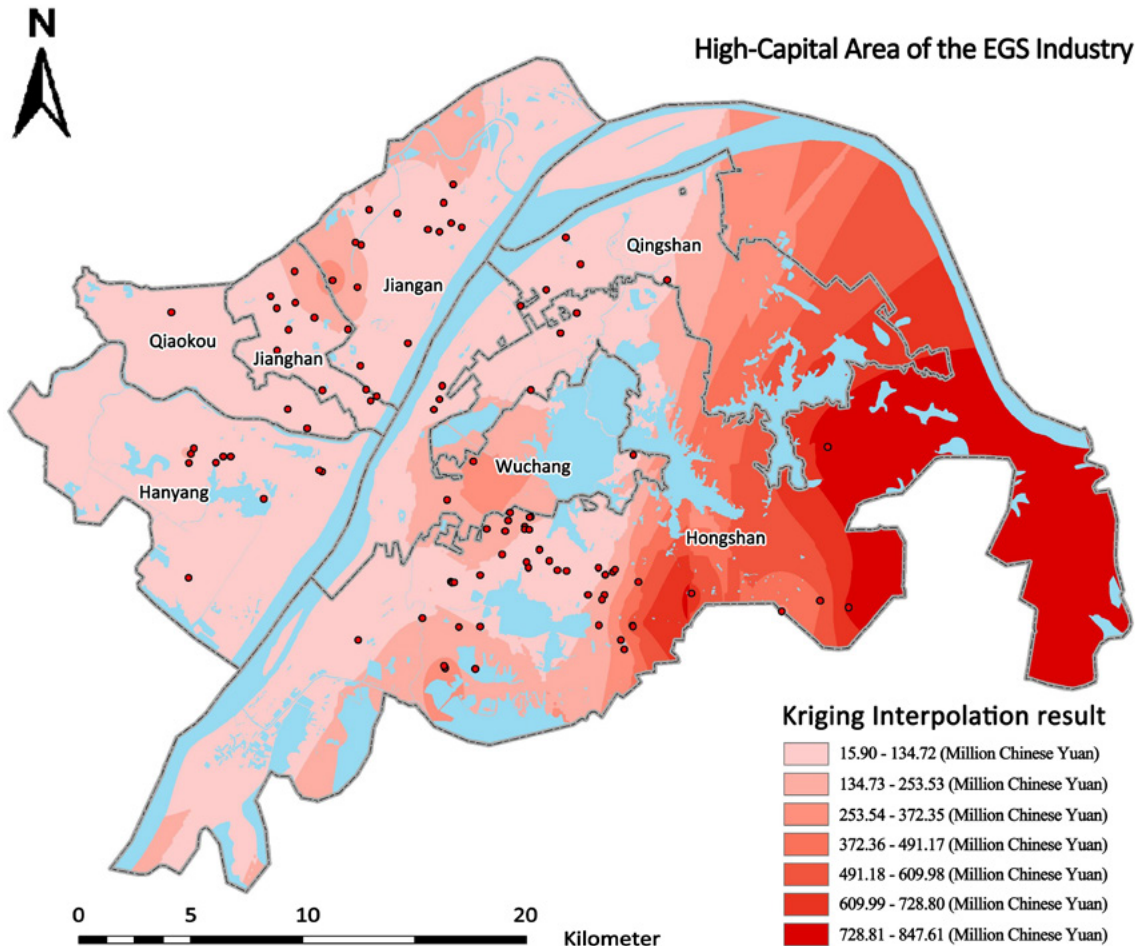 N
High-Capital Area of the EGS Industry
Qingshan
Jiangan
Qiaokou
Jianghan
Wuchang
Hanyang
Hongshan
Kriging Interpolation result
15.90 - 134.72 (Million Chinese Yuan)
134.73 - 253.53 (Million Chinese Yuan)
253.54 - 372.35 (Million Chinese Yuan)
372.36 - 491.17 (Million Chinese Yuan)
491.18 - 609.98 (Million Chinese Yuan)
609.99 - 728.80 (Million Chinese Yuan)
728.81 - 847.61 (Million Chinese Yuan)
0 5 10 20
Kilometer